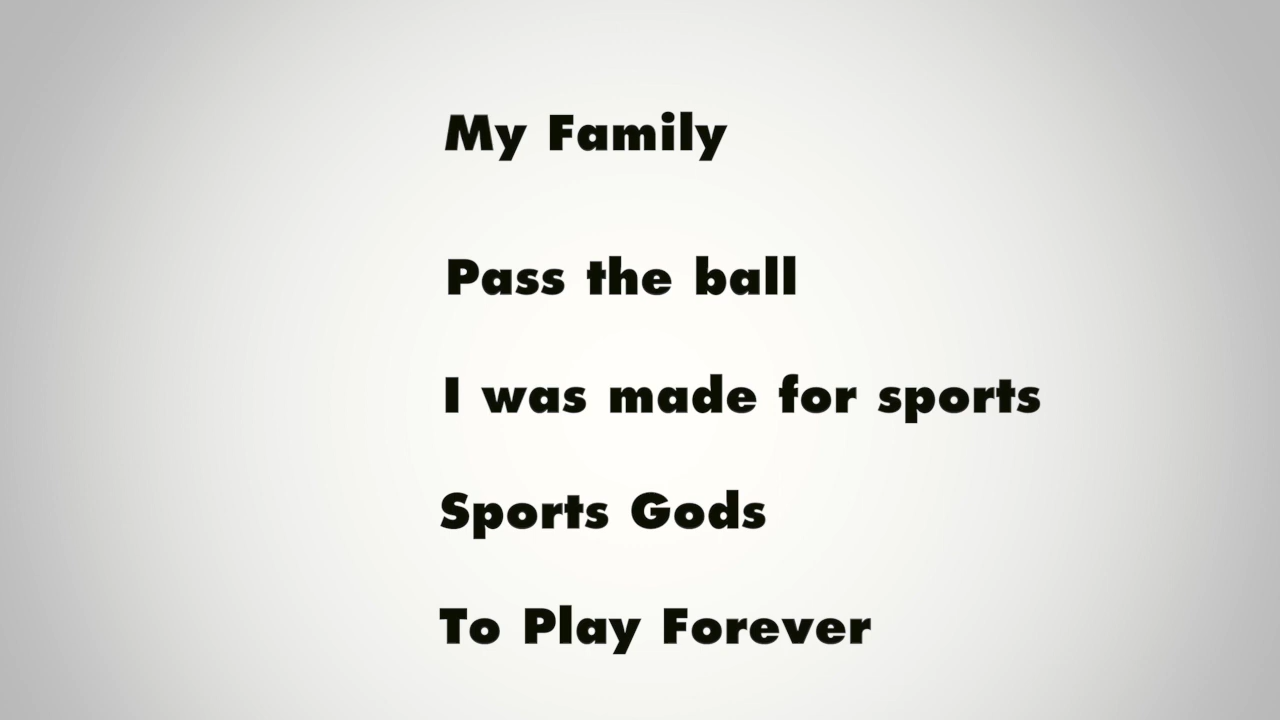 My Family
Pass the ball
I was made for sports
Sports Gods
To Play Forever